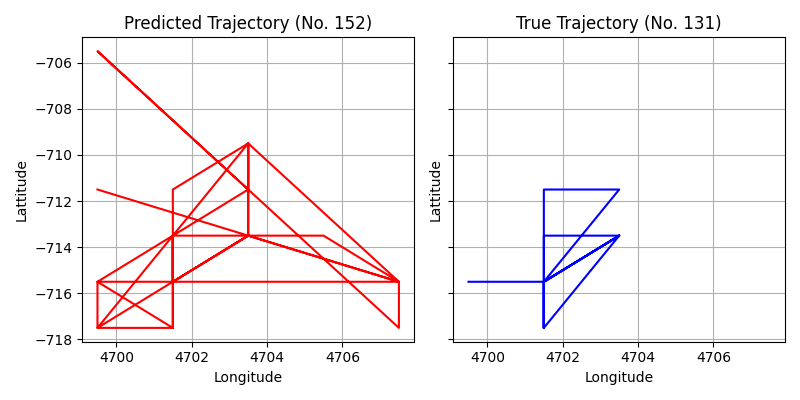 Predicted Trajectory (No. 152)
True Trajectory (No. 131)
−706
−708
−710
−712
−714
−716
−718
Lattitude
Lattitude
4700 4702 4704 4706
4700 4702 4704 4706
Longitude
Longitude